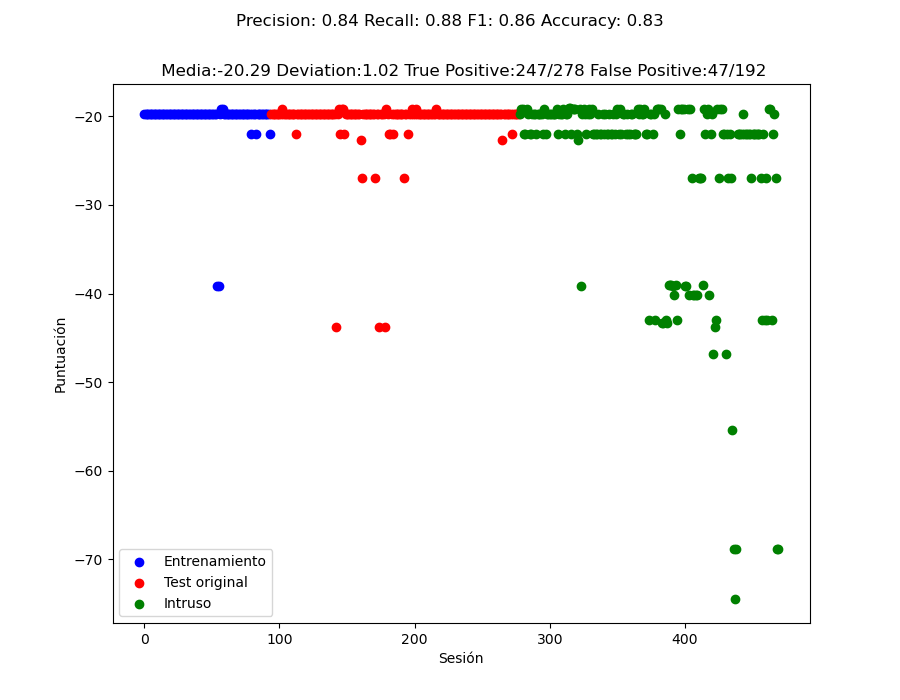 Precision: 0.84 Recall: 0.88 F1: 0.86 Accuracy: 0.83
Media:-20.29 Deviation:1.02 True Positive:247/278 False Positive:47/192
−20
−30
−40
−50
−60
−70
Puntuación
Entrenamiento
Test original
Intruso
0 100 200 300 400
Sesión